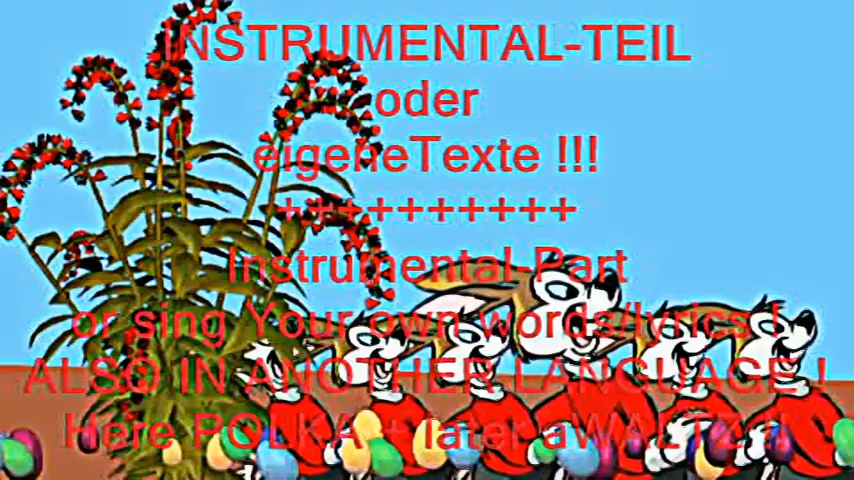 INSTRUMENTAL-TEIL
oder
eigeneTexte !!!
++++++++++
Instrumental-Part
or sing Your own words/lyrics !
ALSO IN ANOTHER LANGUAGE !
Here POLKA + later aWALTZ !!